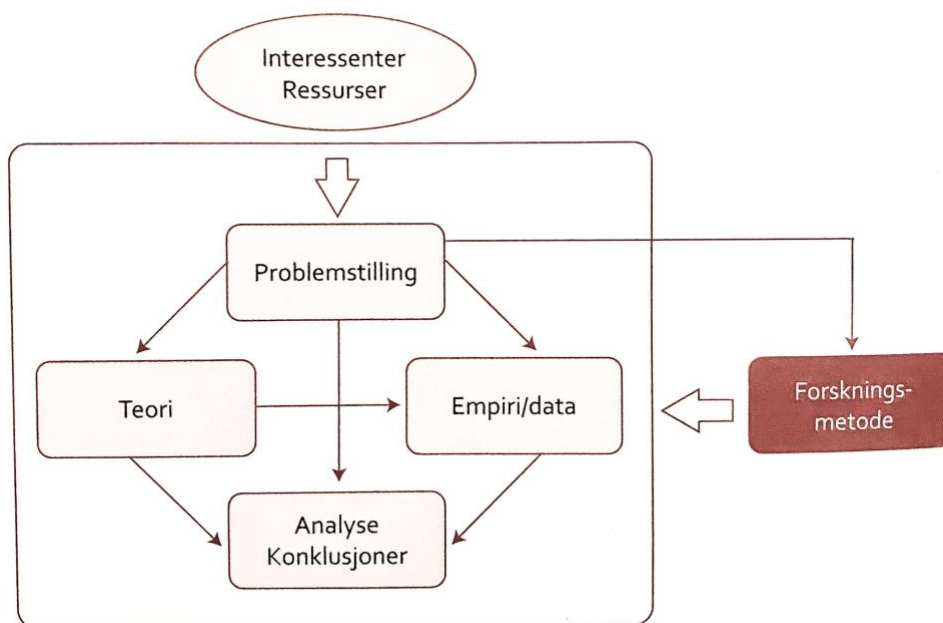 Interessenter
Ressurser
Problemstilling
Teori
Empiri/data
Forsknings-
metode
Analyse
Konklusjoner